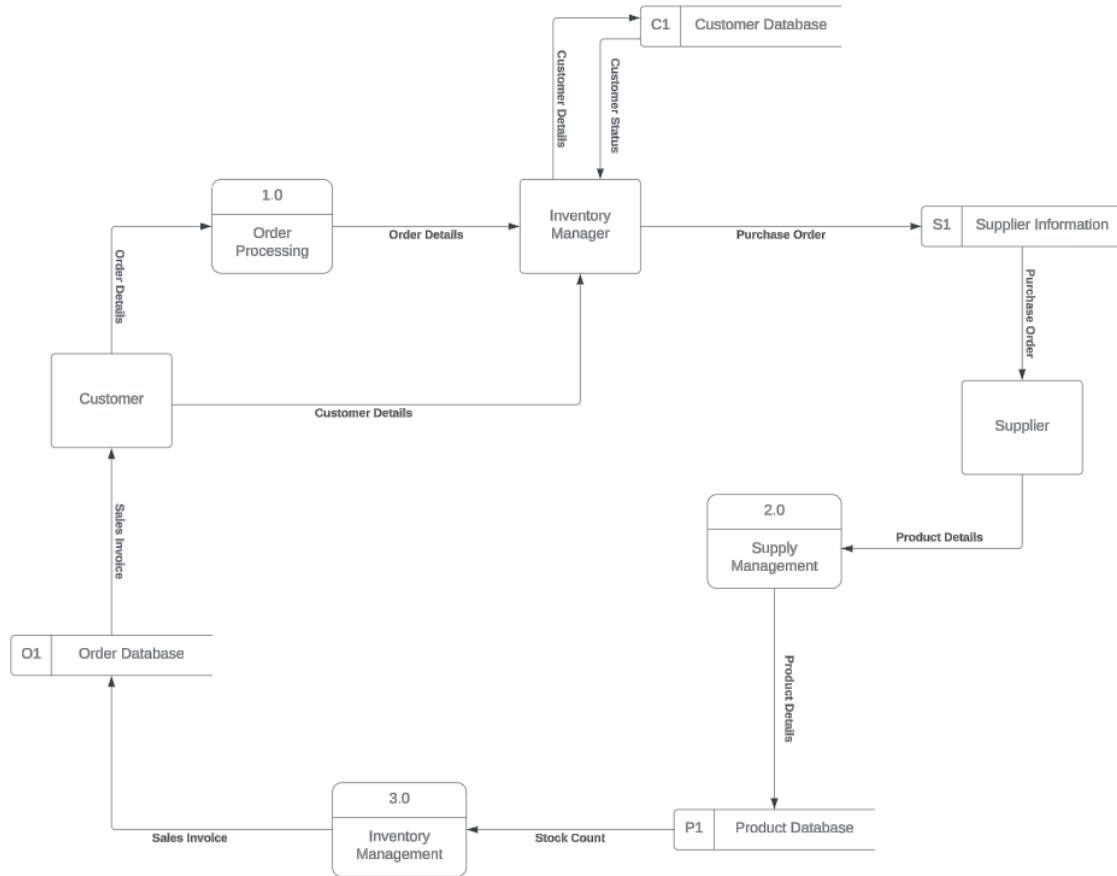 C1 Customer Database
Customer Details
Customer Status
1.0
Order
Processing
Order Details
Inventory
Manager
Purchase Order
S1 Supplier Information
Order Details
Purchase Order
Customer
Customer Details
Supplier
2.0
Supply
Management
Product Details
Sales Invoice
O1 Order Database
Product Details
3.0
Inventory
Management
Sales Invoice
Stock Count
P1 Product Database